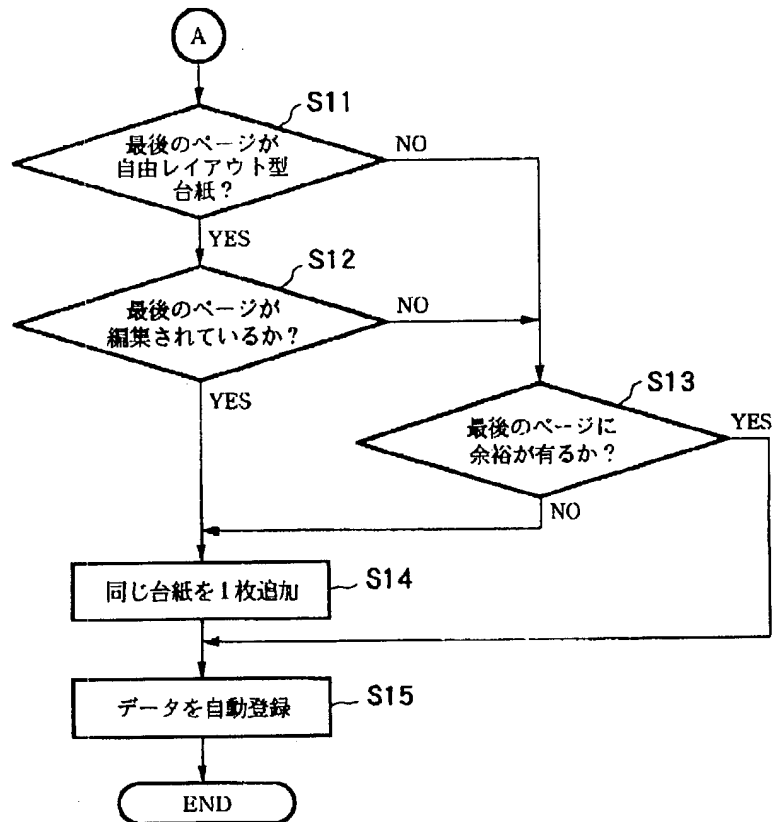 A
S11
最後のページが
自由レイアウト型
台紙？
NO
YES
S12
最後のページが
編集されているか？
NO
YES
S13
最後のページに
余裕が有るか？
YES
NO
同じ台紙を1枚追加
S14
データを自動登録
S15
END